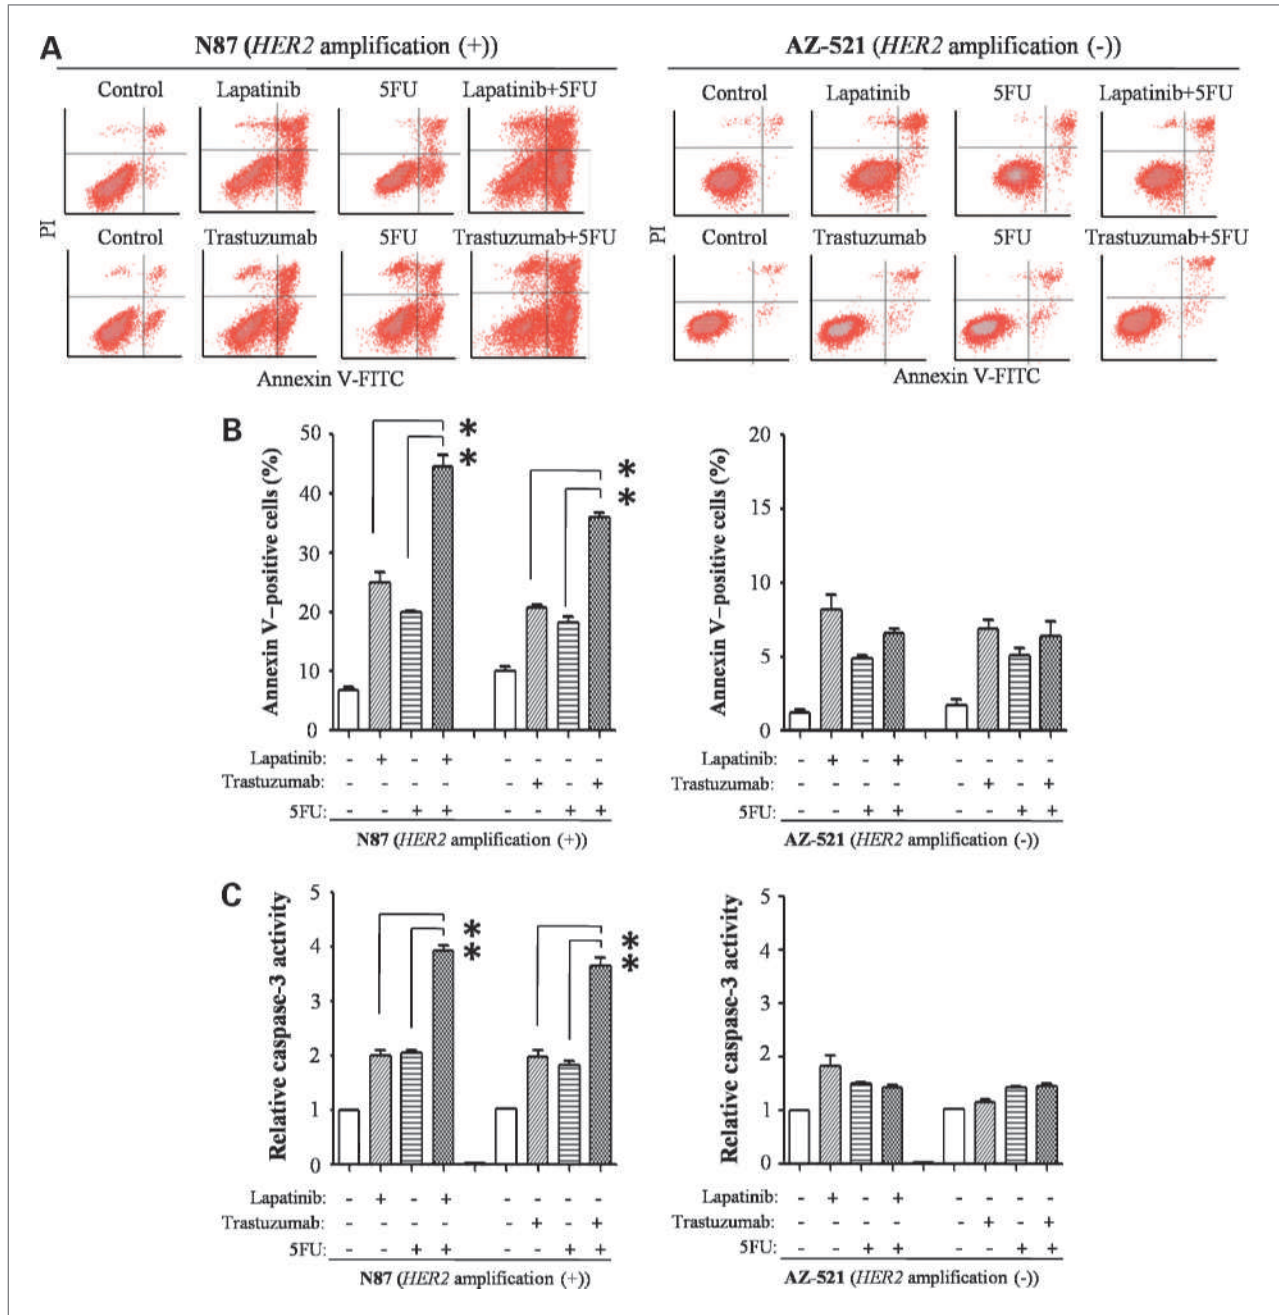 A
N87 (HER2 amplification (+))
AZ-521 (HER2 amplification (-))
Control Lapatinib 5FU Lapatinib+5FU
Control Lapatinib 5FU Lapatinib+5FU
PI
PI
Control Trastuzumab 5FU Trastuzumab+5FU
Control Trastuzumab 5FU Trastuzumab+5FU
Annexin V-FITC
Annexin V-FITC
B
Annexin V-positive cells (%)
50
40
30
20
10
0
* * * *
Lapatinib: - + - + - - - -
Trastuzumab: - - - - - + - +
5FU: - - + + - - + +
N87 (HER2 amplification (+))
Annexin V-positive cells (%)
20
15
10
5
0
- + - + - - - -
Trastuzumab: - - - - - + - +
5FU: - - + + - - + +
Lapatinib:
AZ-521 (HER2 amplification (-))
C
Relative caspase-3 activity
5
4
3
2
1
0
* * * *
Lapatinib: - + - + - - - -
Trastuzumab: - - - - - + - +
5FU: - - + + - - + +
N87 (HER2 amplification (+))
Relative caspase-3 activity
5
4
3
2
1
0
Lapatinib: - + - + - - - -
Trastuzumab: - - - - - + - +
5FU: - - + + - - + +
AZ-521 (HER2 amplification (-))